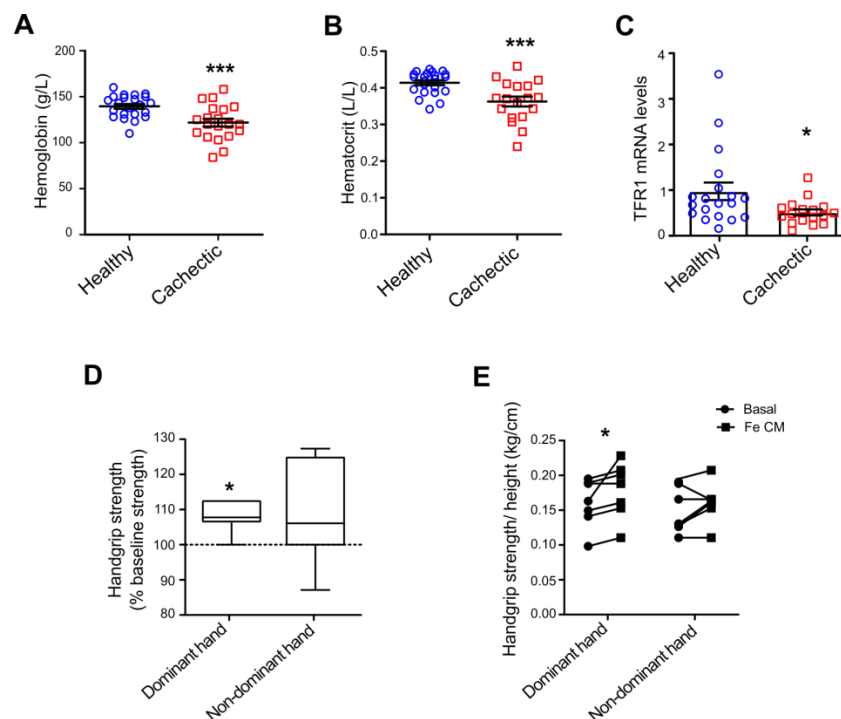 A
Hemoglobin (g/L)
200
150
100
50
0
***
Healthy
Cachectic
B
Hematocrit (L/L)
0.5
0.4
0.3
0.2
0.1
0.0
***
Healthy
Cachectic
C
TFR1 mRNA levels
4
3
2
1
0
*
Healthy
Cachectic
D
Handgrip strength
(% baseline strength)
130
120
110
100
90
80
*
Dominant hand
Non-dominant hand
E
Handgrip strength/ height (kg/cm)
0.25
0.20
0.15
0.10
0.05
0.00
*
Basal
Fe CM
Dominant hand
Non-dominant hand